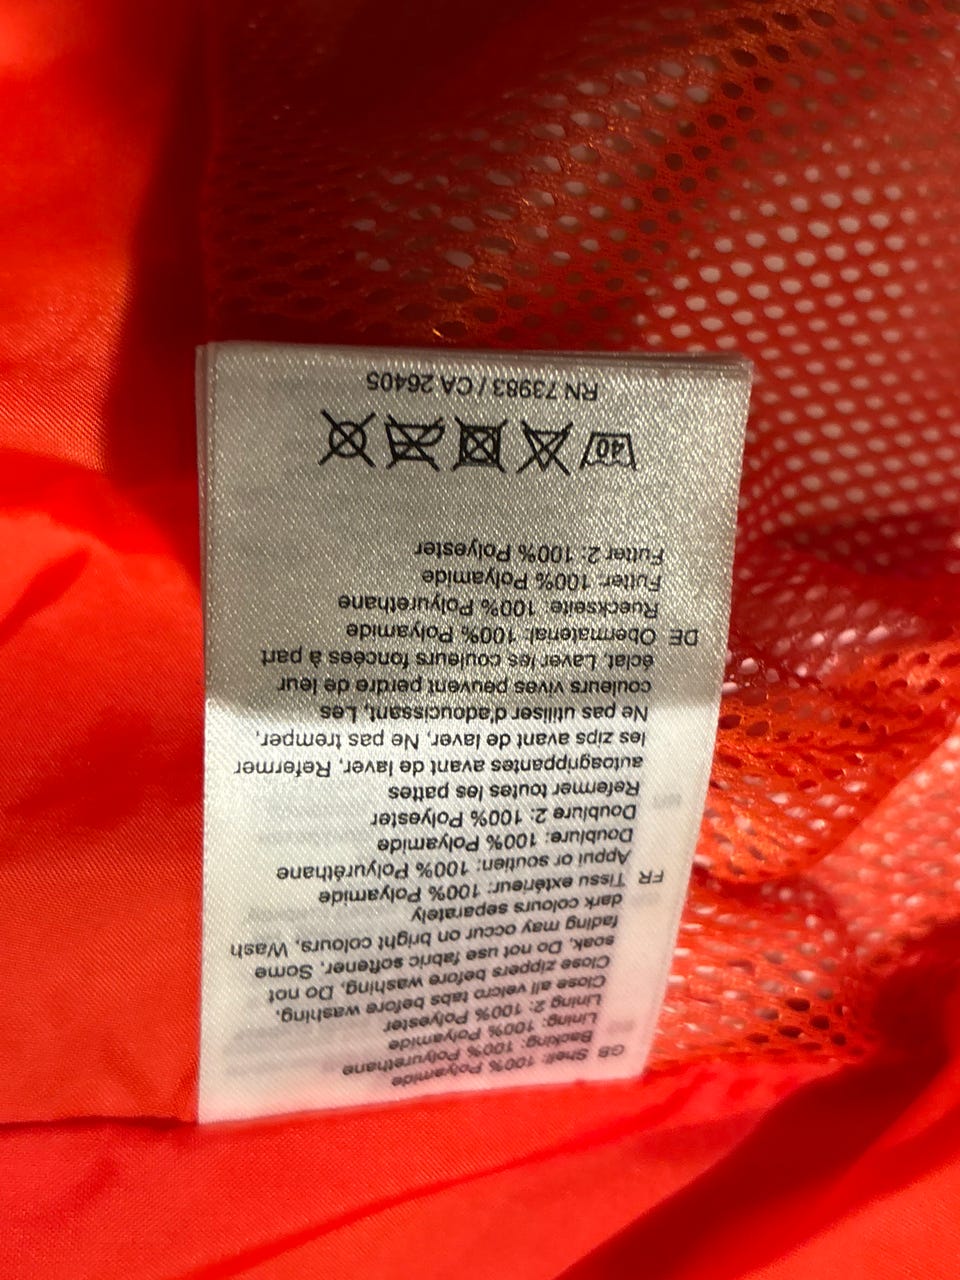 GB Shell: 100% Polyamide
Backing: 100% Polyurethane
Lining: 100% Polyamide
Lining 2: 100% Polyester
Close all velcro tabs before washing.
Close zippers before washing, Do not
soak, Do not use fabric softener, Some
fading may occur on bright colours, Wash
dark colours separately
FR Tissu extérieur: 100% Polyamide
Appui or soutien: 100% Polyuréthane
Doublure: 100% Polyamide
Doublure 2: 100% Polyester
Refermer toutes les pattes
autoagrippantes avant de laver, Refermer
les zips avant de laver, Ne pas tremper,
Ne pas utiliser d'adoucissant, Les
couleurs vives peuvent perdre de leur
éclat, Laver les couleurs foncées à part
DE Obermaterial: 100% Polyamide
Rueckseite: 100% Polyurethane
Futter: 100% Polyamide
Futter 2: 100% Polyester
40
RN 73983 / CA 26405